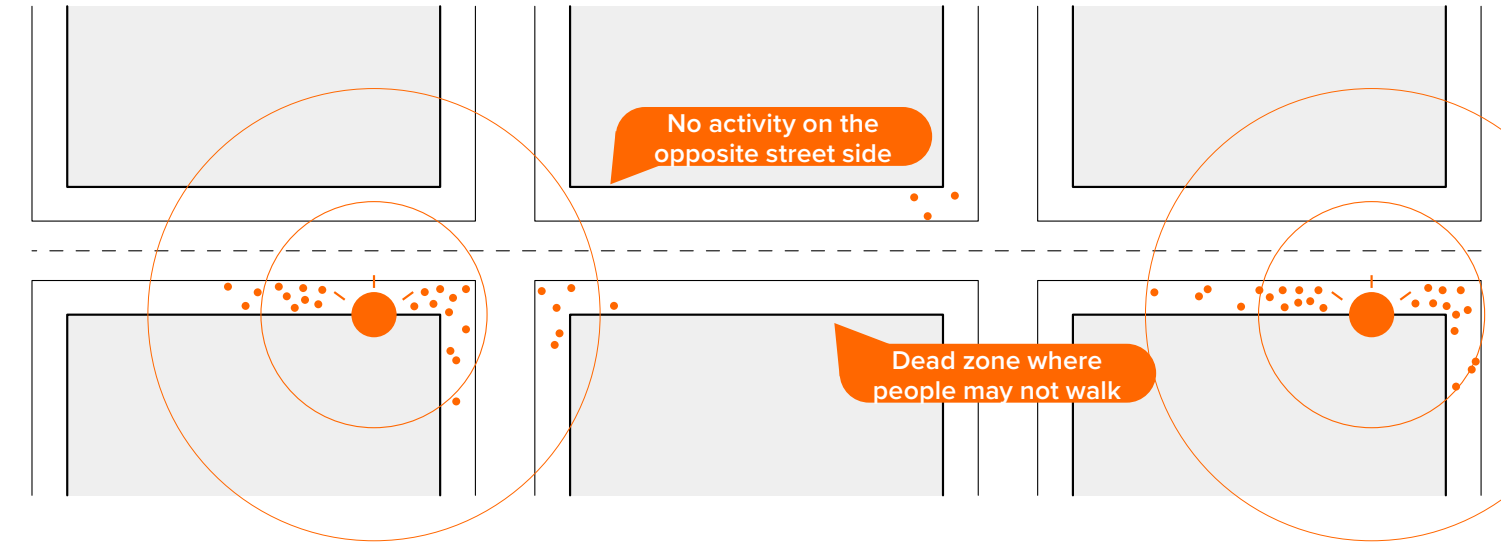 No activity on the
opposite street side
Dead zone where
people may not walk